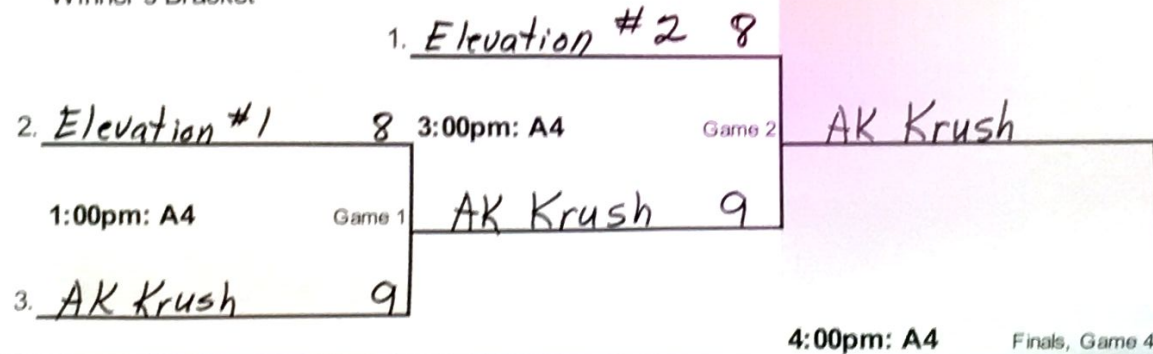 1. Elevation #2 8
2. Elevation #1 8
3:00pm: A4 Game 2
AK Krush
1:00pm: A4 Game 1
AK Krush 9
3. AK Krush 9
4:00pm: A4 Finals, Game 4